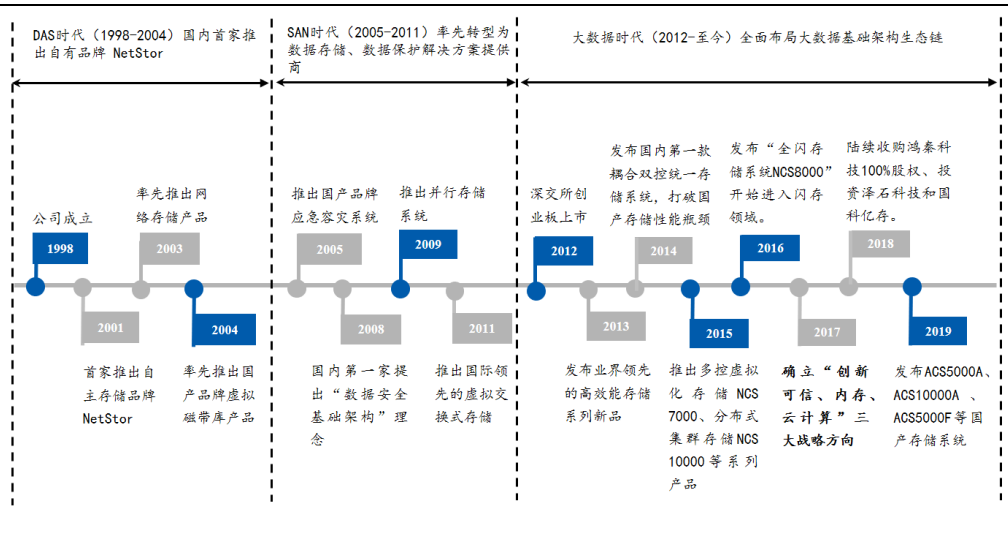 DAS时代（1998-2004）国内首家推
出自有品牌 NetStor
SAN时代（2005-2011）率先转型为
数据存储、数据保护解决方案提供
商
大数据时代（2012-至今）全面布局大数据基础架构生态链
公司成立
1998
2001
首家推出自
主存储品牌
NetStor
率先推出网
络存储产品
2003
2004
率先推出国
产品牌虚拟
磁带库产品
推出国产品牌
应急容灾系统
2005
2008
国内第一家提
出“数据安全
基础架构”理
念
推出并行存储
系统
2009
2011
推出国际领
先的虚拟交
换式存储
深交所创
业板上市
2012
2013
发布业界领先
的高效能存储
系列新品
发布国内第一款
耦合双控统一存
储系统，打破国
产存储性能瓶颈
2014
2015
推出多控虚拟
化存储NCS
7000、分布式
集群存储NCS
10000等系列
产品
发布“全闪存
储系统NCS8000”
开始进入闪存
领域。
2016
2017
确立“创新
可信、内存、
云计算”三
大战略方向
陆续收购鸿秦科
技100%股权、投
资泽石科技和国
科亿存。
2018
2019
发布ACS5000A、
ACS10000A 、
ACS5000F等国
产存储系统